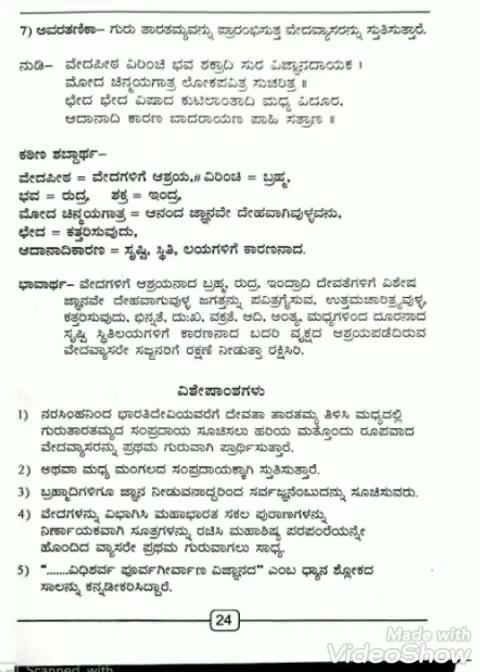 7) ಅವರತಣಿಕಾ– ಗುರು ತಾರತಮ್ಯವನ್ನು ಪ್ರಾರಂಭಿಸುತ್ತ ವೇದವ್ಯಾಸರನ್ನು ಸ್ತುತಿಸುತ್ತಾರೆ.
ನುಡಿ– ವೇದಪೀಠ ವಿರಿಂಚಿ ಭವ ಶಕ್ರಾದಿ ಸುರ ವಿಜ್ಞಾನದಾಯಕ ।
ಮೋದ ಚಿನ್ಮಯಗಾತ್ರ ಲೋಕಪವಿತ್ರ ಸುಚರಿತ್ರ ॥
ಛೇದ ಭೇದ ವಿಷಾದ ಕುಟಿಲಾಂತಾದಿ ಮಧ್ಯ ವಿದೂರ,
ಆದಾನಾದಿ ಕಾರಣ ಬಾದರಾಯಣ ಪಾಹಿ ಸತ್ರಾಣ ॥
ಕಠಿಣ ಶಬ್ದಾರ್ಥ–
ವೇದಪೀಠ = ವೇದಗಳಿಗೆ ಆಶ್ರಯ,# ವಿರಿಂಚಿ = ಬ್ರಹ್ಮ,
ಭವ = ರುದ್ರ, ಶಕ್ರ = ಇಂದ್ರ,
ಮೋದ ಚಿನ್ಮಯಗಾತ್ರ = ಆನಂದ ಜ್ಞಾನವೇ ದೇಹವಾಗಿವುಳ್ಳವನು,
ಛೇದ = ಕತ್ತರಿಸುವುದು,
ಆದಾನಾದಿಕಾರಣ = ಸೃಷ್ಟಿ, ಸ್ಥಿತಿ, ಲಯಗಳಿಗೆ ಕಾರಣನಾದ.
ಭಾವಾರ್ಥ– ವೇದಗಳಿಗೆ ಆಶ್ರಯನಾದ ಬ್ರಹ್ಮ, ರುದ್ರ, ಇಂದ್ರಾದಿ ದೇವತೆಗಳಿಗೆ ವಿಶೇಷ
ಜ್ಞಾನವೇ ದೇಹವಾಗುವುಳ್ಳ ಜಗತ್ತನ್ನು ಪವಿತ್ರಗೈಸುವ, ಉತ್ತಮಚಾರಿತ್ರ್ಯವುಳ್ಳ,
ಕತ್ತರಿಸುವುದು, ಭಿನ್ನತೆ, ದುಃಖಿ, ವಕ್ರತೆ, ಆದಿ, ಅಂತ್ಯ, ಮಧ್ಯಗಳಿಂದ ದೂರನಾದ
ಸೃಷ್ಟಿ ಸ್ಥಿತಿಲಯಗಳಿಗೆ ಕಾರಣನಾದ ಬದರಿ ವೃಕ್ಷದ ಆಶ್ರಯಪಡೆದಿರುವ
ವೇದವ್ಯಾಸರೇ ಸಜ್ಜನರಿಗೆ ರಕ್ಷಣೆ ನೀಡುತ್ತಾ ರಕ್ಷಿಸಿರಿ.
ವಿಶೇಷಾಂಶಗಳು
1) ನರಸಿಂಹನಿಂದ ಭಾರತಿದೇವಿಯವರೆಗೆ ದೇವತಾ ತಾರತಮ್ಯ ತಿಳಿಸಿ ಮಧ್ಯದಲ್ಲಿ
ಗುರುತಾರತಮ್ಯದ ಸಂಪ್ರದಾಯ ಸೂಚಿಸಲು ಹರಿಯ ಮತ್ತೊಂದು ರೂಪವಾದ
ವೇದವ್ಯಾಸರನ್ನು ಪ್ರಥಮ ಗುರುವಾಗಿ ಪ್ರಾರ್ಥಿಸುತ್ತಾರೆ.
2) ಅಥವಾ ಮಧ್ಯ ಮಂಗಲದ ಸಂಪ್ರದಾಯಕ್ಕಾಗಿ ಸ್ತುತಿಸುತ್ತಾರೆ.
3) ಬ್ರಹ್ಮಾದಿಗಳಿಗೂ ಜ್ಞಾನ ನೀಡುವನಾದ್ದರಿಂದ ಸರ್ವಜ್ಞನೆಂಬುದನ್ನು ಸೂಚಿಸುವರು.
4) ವೇದಗಳನ್ನು ವಿಭಾಗಿಸಿ ಮಹಾಭಾರತ ಸಕಲ ಪುರಾಣಗಳನ್ನು
ನಿರ್ಣಾಯಕವಾಗಿ ಸೂತ್ರಗಳನ್ನು ರಚಿಸಿ ಮಹಾಶಿಷ್ಯ ಪರಪಂರೆಯನ್ನೇ
ಹೊಂದಿದ ವ್ಯಾಸರೇ ಪ್ರಥಮ ಗುರುವಾಗಲು ಸಾಧ್ಯ.
5) ".......ವಿಧಿಶರ್ವ ಪೂರ್ವಗೀರ್ವಾಣ ವಿಜ್ಞಾನದ" ಎಂಬ ಧ್ಯಾನ ಶ್ಲೋಕದ
ಸಾಲನ್ನು ಕನ್ನಡೀಕರಿಸಿದ್ದಾರೆ.
24
Made with
VideoShow
Scanned with